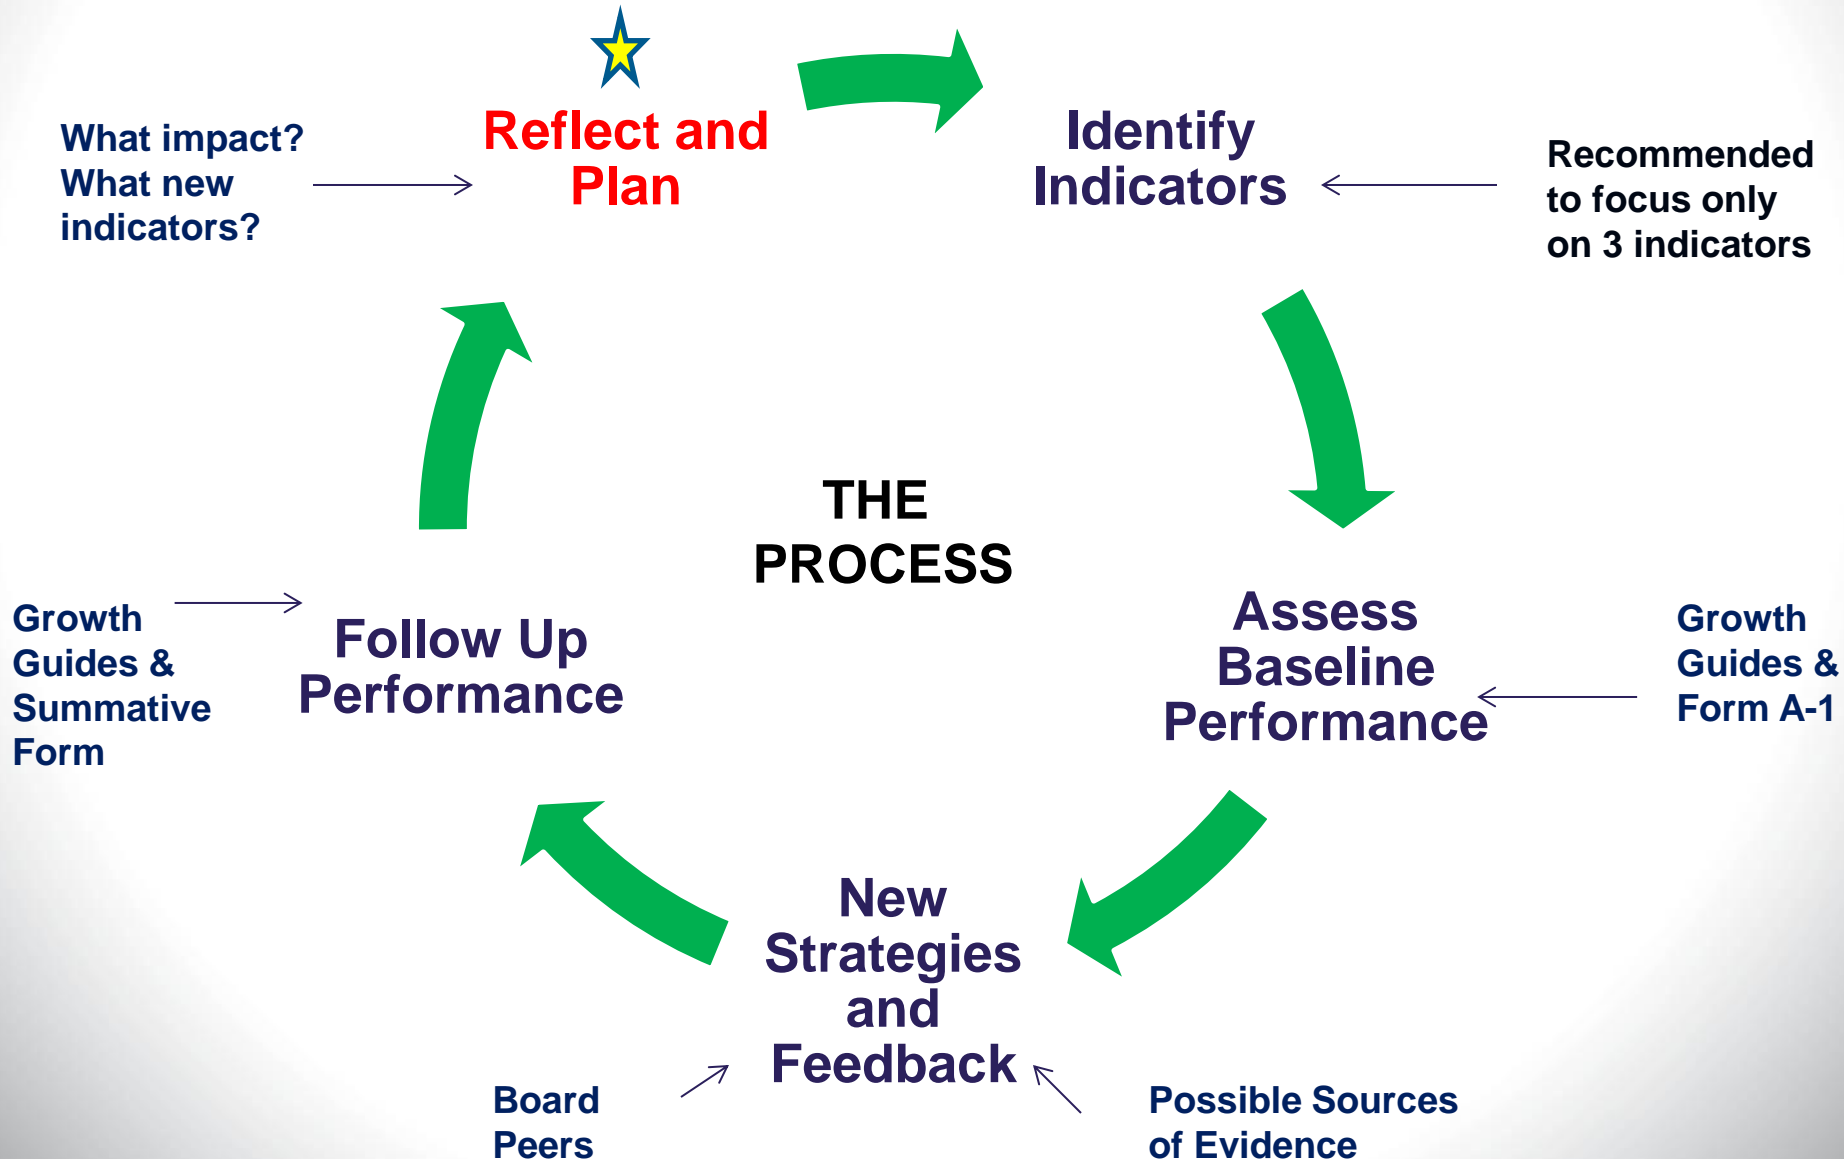 What impact?
What new
indicators?
Reflect and
Plan
Identify
Indicators
Recommended
to focus only
on 3 indicators
THE
PROCESS
Growth
Guides &
Summative
Form
Follow Up
Performance
Assess
Baseline
Performance
Growth
Guides &
Form A-1
New
Strategies
and
Feedback
Board
Peers
Possible Sources
of Evidence